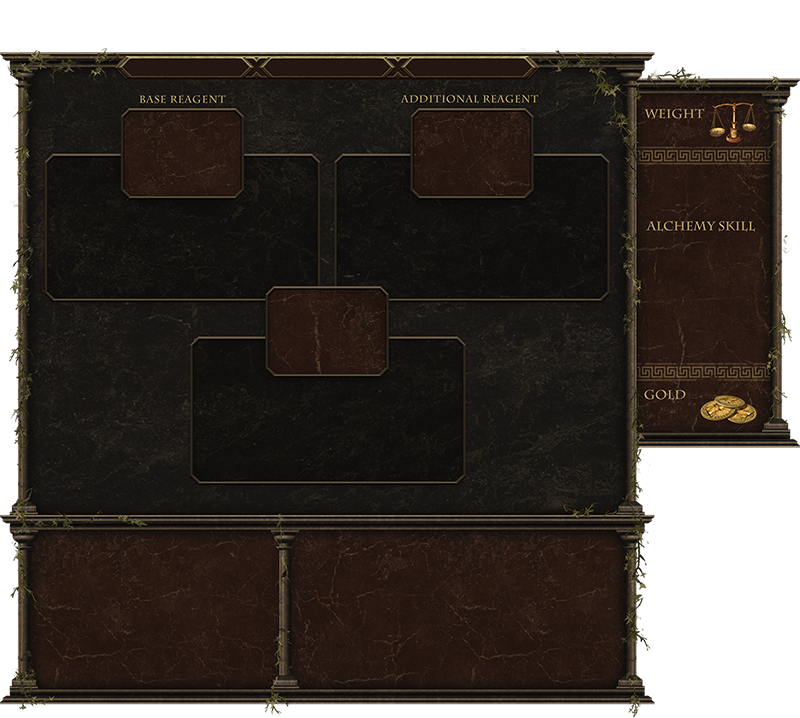 BASE REAGENT
ADDITIONAL REAGENT
WEIGHT
ALCHEMY SKILL
GOLD